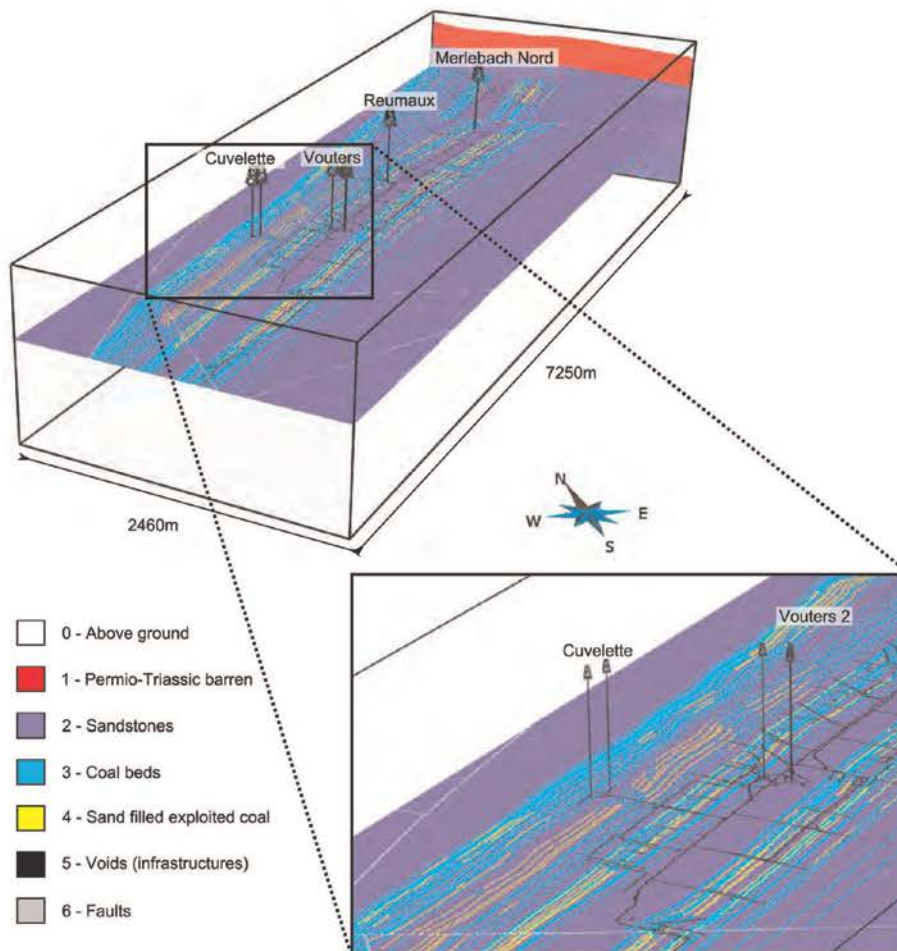 Merlebach Nord
Reumaux
Cuvelette
Vouters
7250m
2460m
N
W
E
S
Cuvelette
Vouters 2
0 - Above ground
1 - Permio-Triassic barren
2 - Sandstones
3 - Coal beds
4 - Sand filled exploited coal
5 - Voids (infrastructures)
6 - Faults